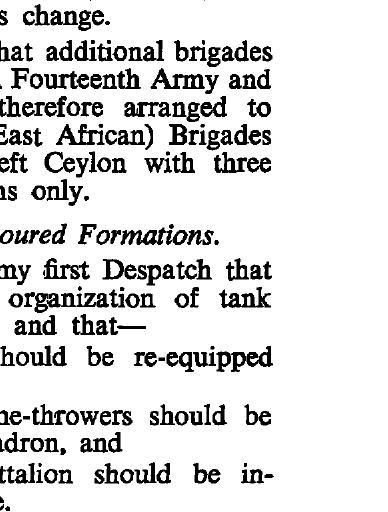 s change.
hat additional brigades
. Fourteenth Army and
therefore arranged to
East African) Brigades
eft Ceylon with three
ns only.
oured Formations.
my first Despatch that
organization of tank
and that—
hould be re-equipped
ne-throwers should be
adron, and
ttalion should be in-
e.